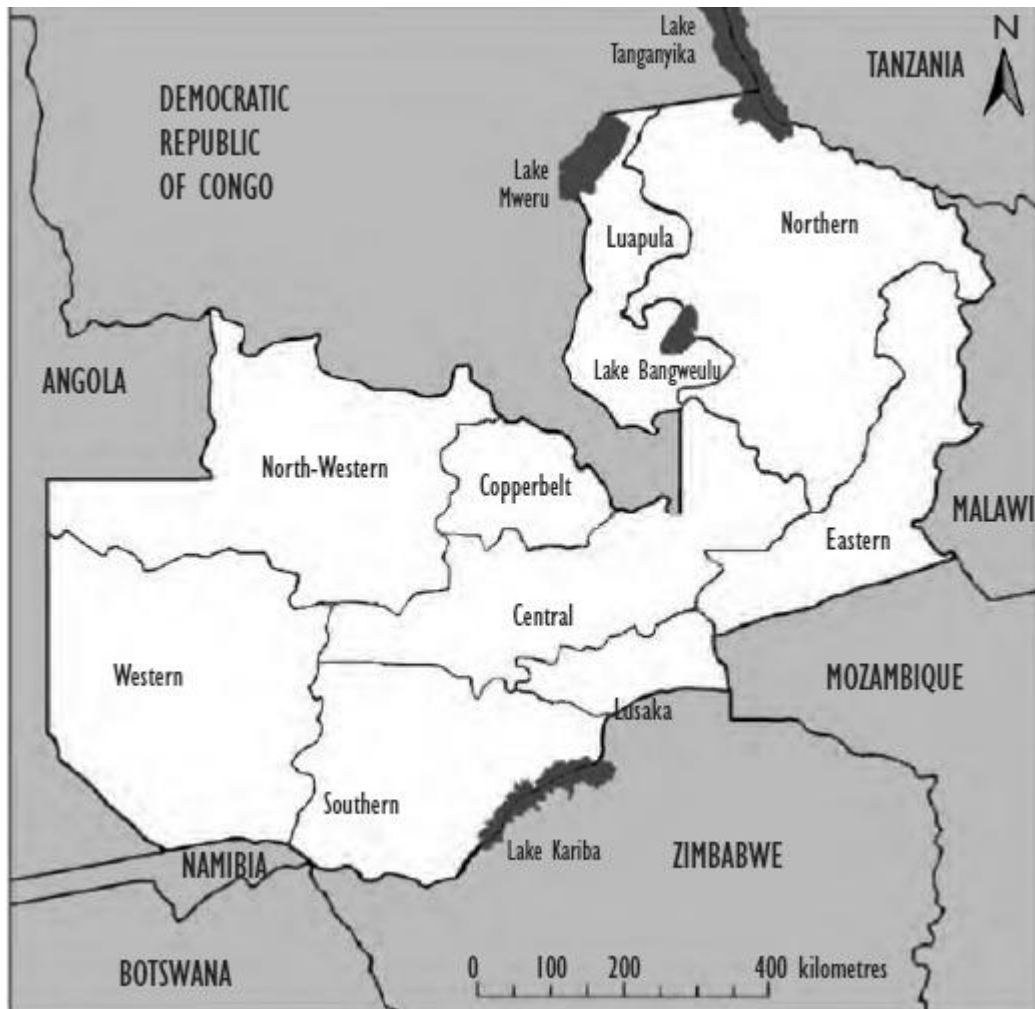 Lake
Tanganyika
N
TANZANIA
DEMOCRATIC
REPUBLIC
OF CONGO
Lake
Mweru
Luapula
Northern
ANGOLA
Lake Bangweulu
North-Western
Copperbelt
MALAWI
Eastern
Central
Western
MOZAMBIQUE
Lusaka
Southern
Lake Kariba
ZIMBABWE
NAMIBIA
BOTSWANA
0 100 200 400 kilometres